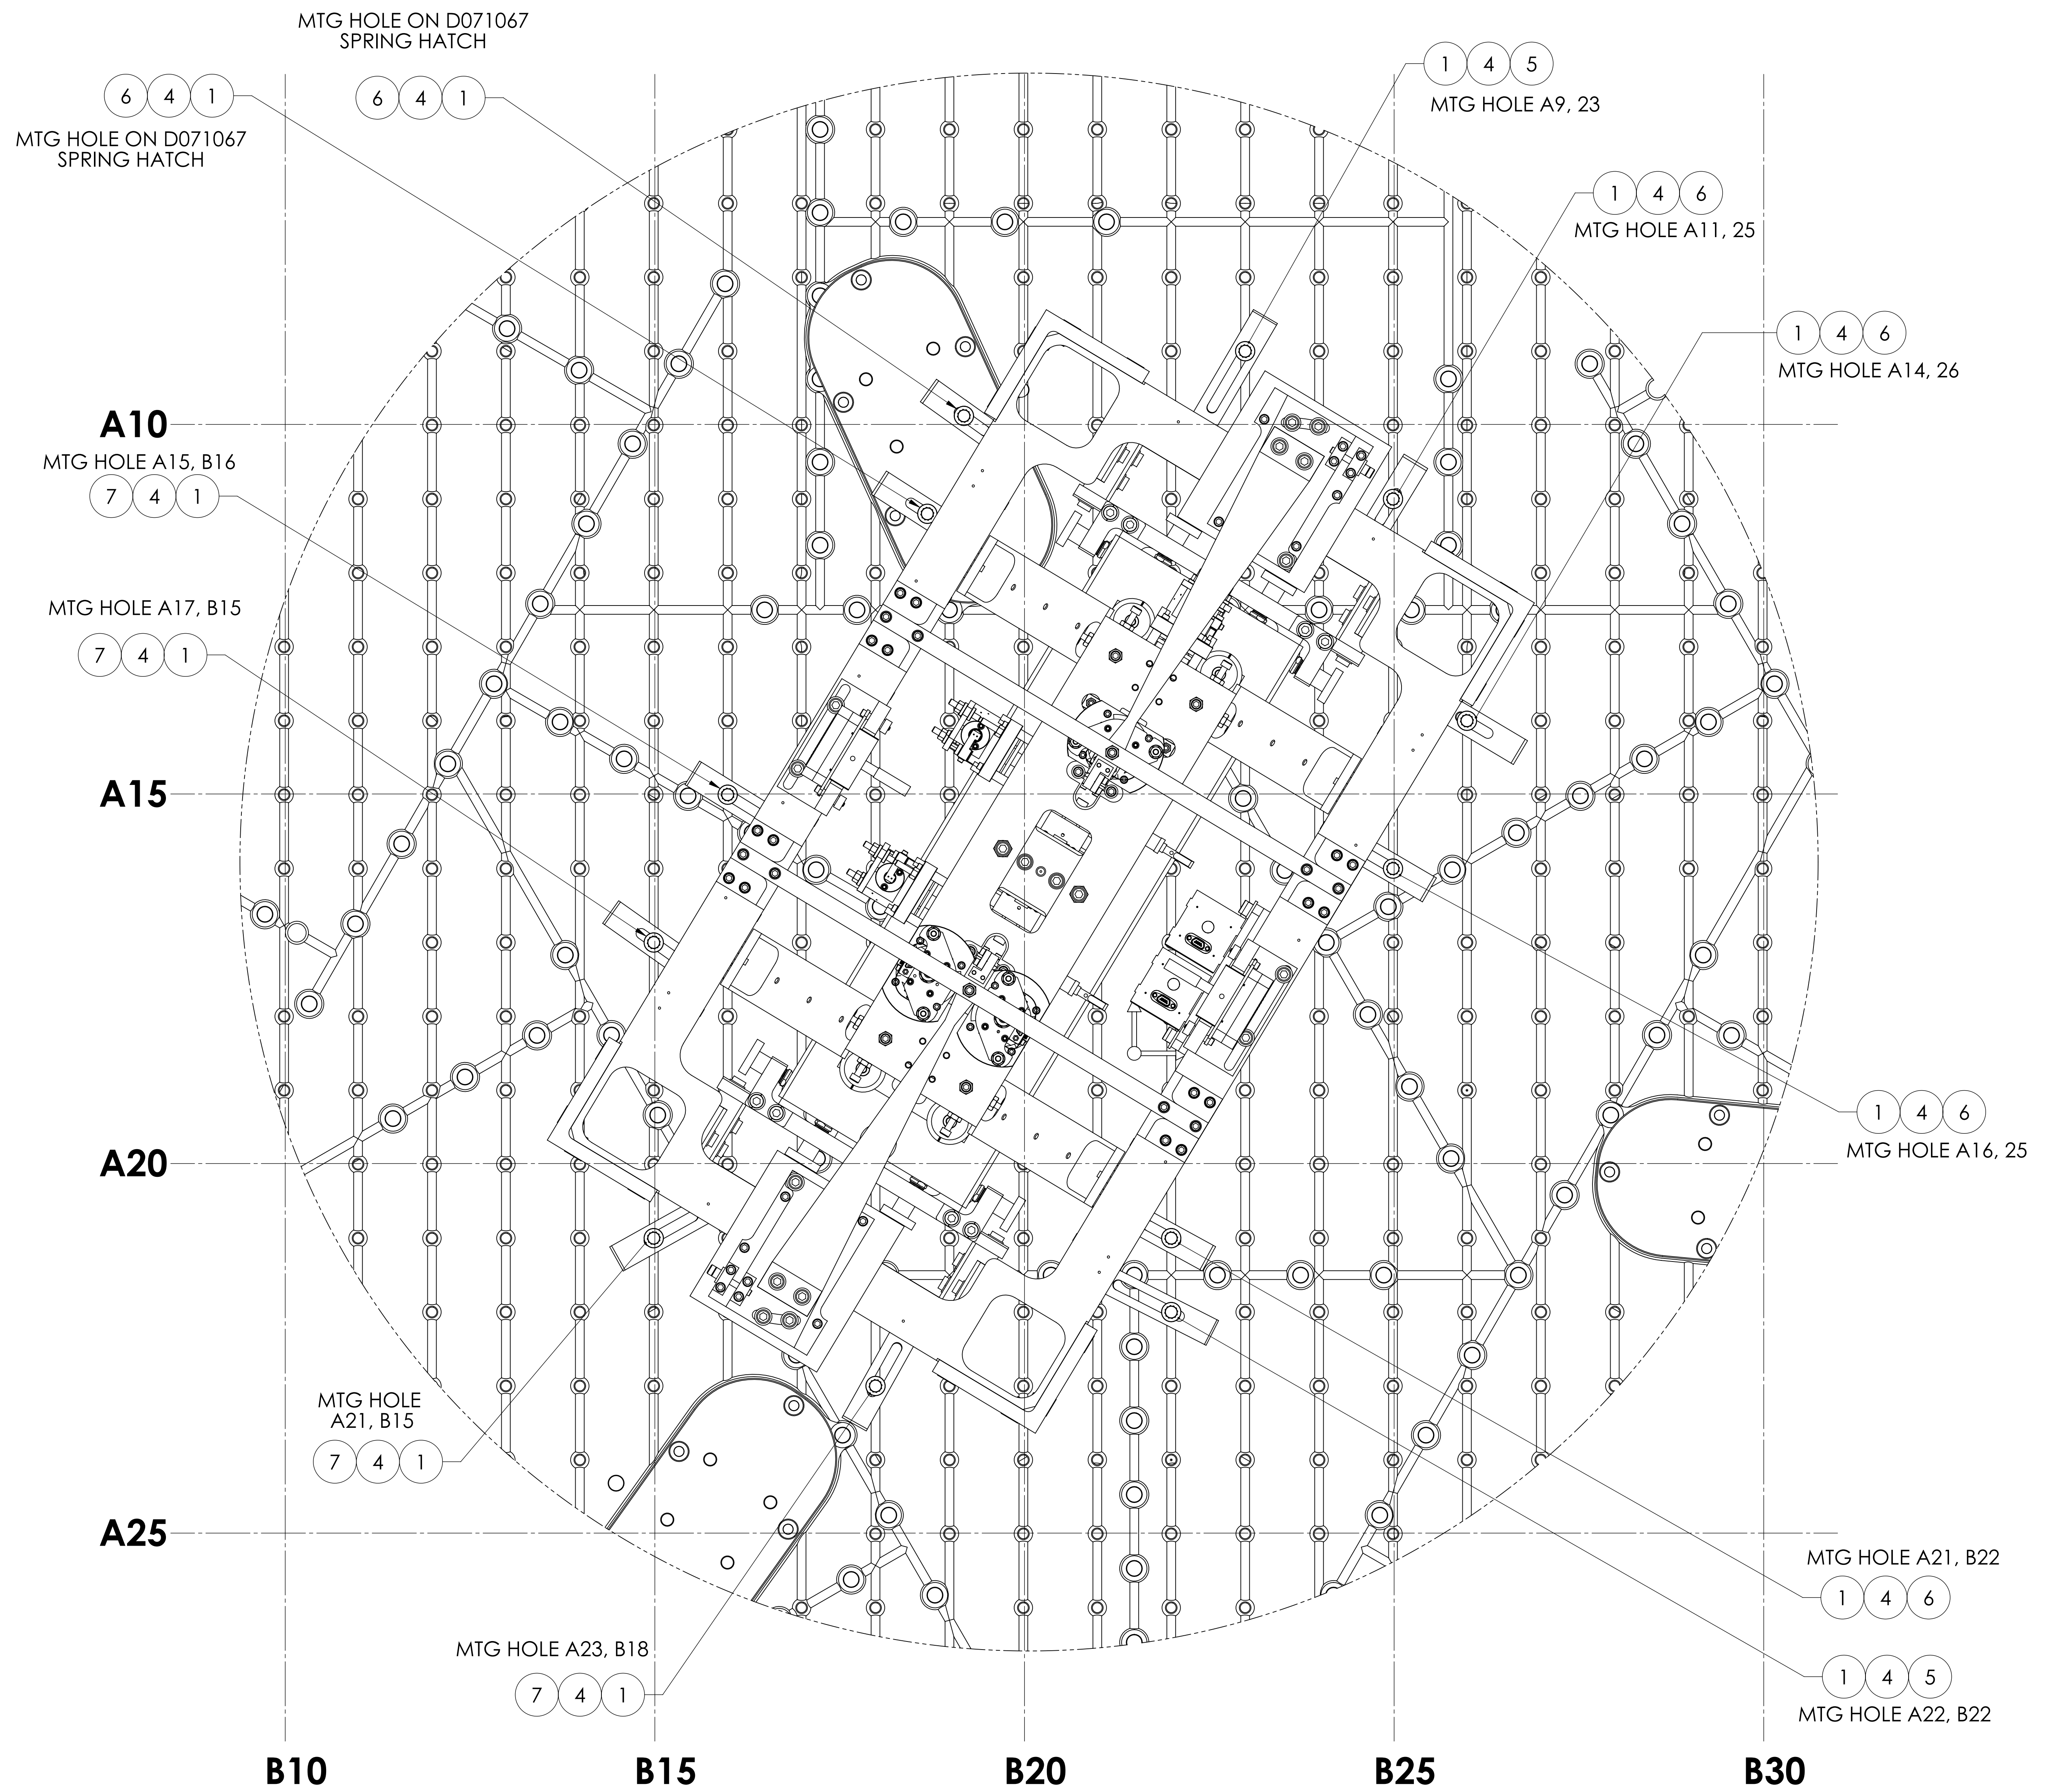 MTG HOLE ON D071067
SPRING HATCH
6 4 1
1 4 5
MTG HOLE A9, 23
6 4 1
MTG HOLE ON D071067
SPRING HATCH
1 4 6
MTG HOLE A11, 25
1 4 6
MTG HOLE A14, 26
A10
MTG HOLE A15, B16
7 4 1
MTG HOLE A17, B15
7 4 1
A15
1 4 6
MTG HOLE A16, 25
A20
MTG HOLE
A21, B15
7 4 1
A25
MTG HOLE A21, B22
1 4 6
MTG HOLE A23, B18
7 4 1
1 4 5
MTG HOLE A22, B22
B10 B15 B20 B25 B30